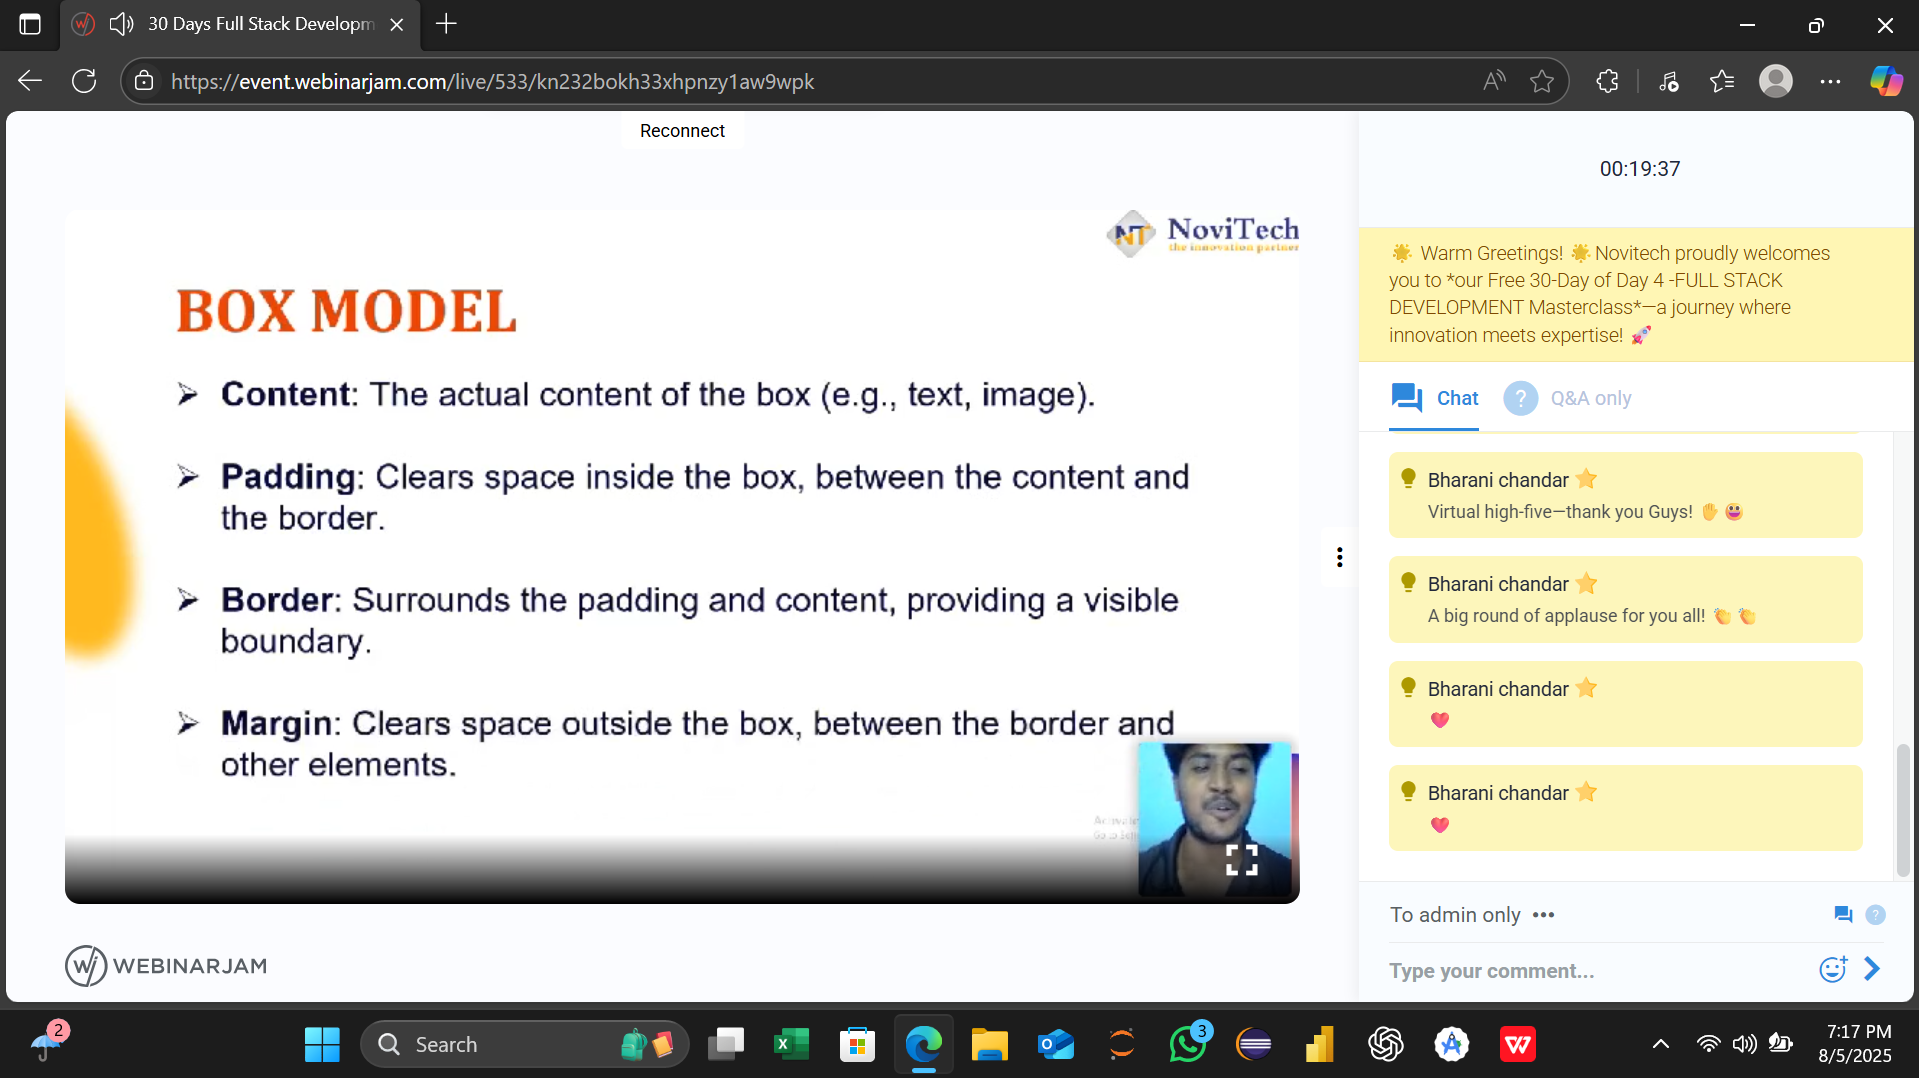 30 Days Full Stack Developm
https://event.webinarjam.com/live/533/kn232bokh33xhpnzy1aw9wpk
Reconnect
NT NoviTech
the innovation partner
BOX MODEL
➢ Content: The actual content of the box (e.g., text, image).
➢ Padding: Clears space inside the box, between the content and
the border.
➢ Border: Surrounds the padding and content, providing a visible
boundary.
➢ Margin: Clears space outside the box, between the border and
other elements.
WEBINARJAM
00:19:37
🌟 Warm Greetings! 🌟 Novitech proudly welcomes
you to *our Free 30-Day of Day 4 -FULL STACK
DEVELOPMENT Masterclass*—a journey where
innovation meets expertise! 🚀
Chat
? Q&A only
Bharani chandar ⭐
Virtual high-five—thank you Guys! ✋ 😃
Bharani chandar ⭐
A big round of applause for you all! 👏 👏
Bharani chandar ⭐
❤
Bharani chandar ⭐
❤
To admin only •••
?
Type your comment...
2
Search
3
7:17 PM
8/5/2025